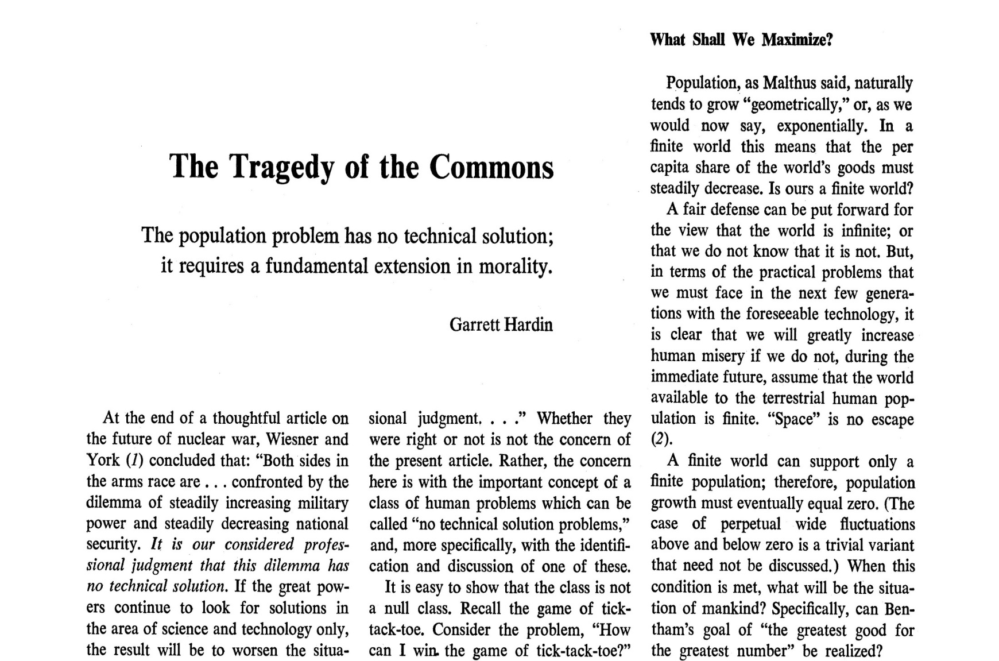 The Tragedy of the Commons
The population problem has no technical solution;
it requires a fundamental extension in morality.
Garrett Hardin
At the end of a thoughtful article on
the future of nuclear war, Wiesner and
York (1) concluded that: “Both sides in
the arms race are . . . confronted by the
dilemma of steadily increasing military
power and steadily decreasing national
security. It is our considered profes-
sional judgment that this dilemma has
no technical solution. If the great pow-
ers continue to look for solutions in
the area of science and technology only,
the result will be to worsen the situa-
sional judgment. . . .” Whether they
were right or not is not the concern of
the present article. Rather, the concern
here is with the important concept of a
class of human problems which can be
called “no technical solution problems,”
and, more specifically, with the identifi-
cation and discussion of one of these.
It is easy to show that the class is not
a null class. Recall the game of tick-
tack-toe. Consider the problem, “How
can I win the game of tick-tack-toe?”
What Shall We Maximize?
Population, as Malthus said, naturally
tends to grow “geometrically,” or, as we
would now say, exponentially. In a
finite world this means that the per
capita share of the world’s goods must
steadily decrease. Is ours a finite world?
A fair defense can be put forward for
the view that the world is infinite; or
that we do not know that it is not. But,
in terms of the practical problems that
we must face in the next few genera-
tions with the foreseeable technology, it
is clear that we will greatly increase
human misery if we do not, during the
immediate future, assume that the world
available to the terrestrial human pop-
ulation is finite. “Space” is no escape
(2).
A finite world can support only a
finite population; therefore, population
growth must eventually equal zero. (The
case of perpetual wide fluctuations
above and below zero is a trivial variant
that need not be discussed.) When this
condition is met, what will be the situa-
tion of mankind? Specifically, can Ben-
tham’s goal of “the greatest good for
the greatest number” be realized?